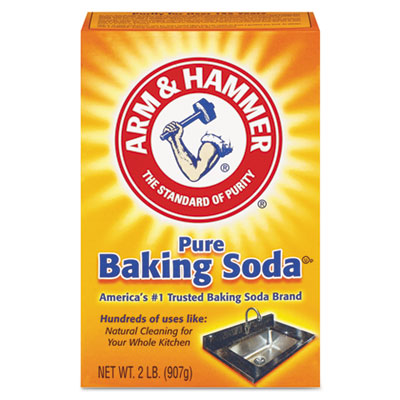 ARM & HAMMER
THE STANDARD OF PURITY
®
®
Pure
Baking Soda
America's #1 Trusted Baking Soda Brand
Hundreds of uses like:
Natural Cleaning for
Your Whole Kitchen
NET WT. 2 LB. (907g)